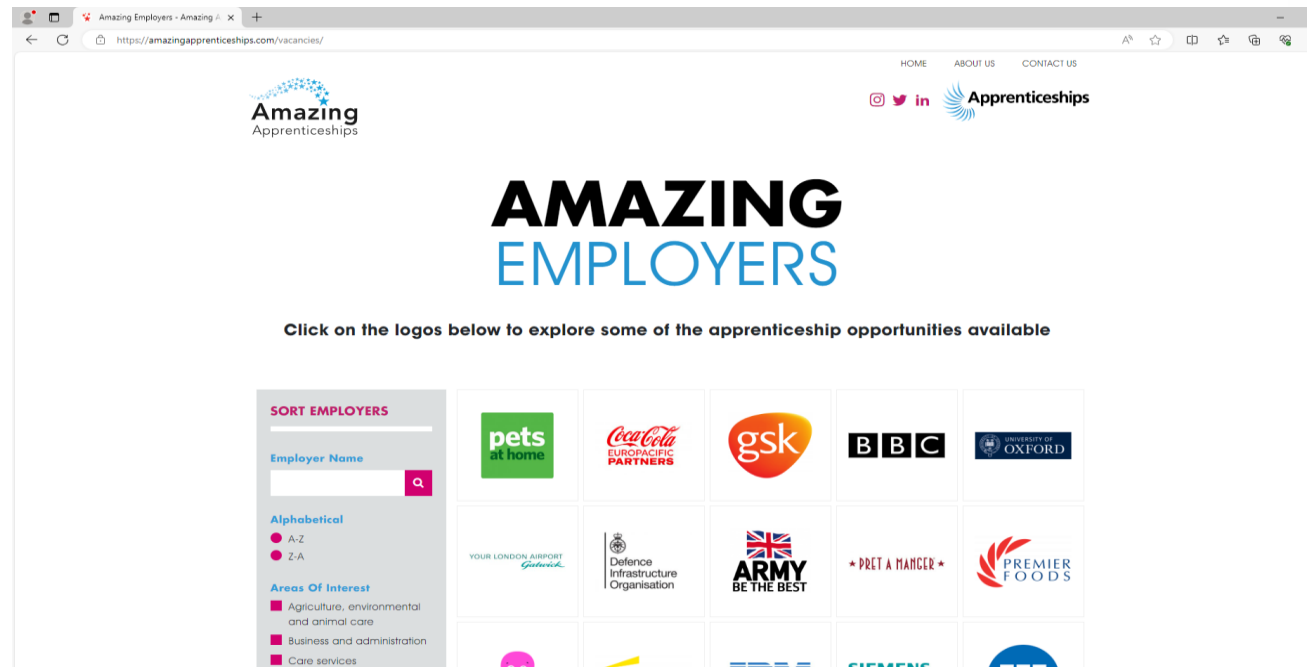 Amazing Employers - Amazing A
https://amazingapprenticeships.com/vacancies/
HOME ABOUT US CONTACT US
Amazing
Apprenticeships
Apprenticeships
AMAZING
EMPLOYERS
Click on the logos below to explore some of the apprenticeship opportunities available
SORT EMPLOYERS
Employer Name
Alphabetical
A-Z
Z-A
Areas Of Interest
Agriculture, environmental
and animal care
Business and administration
Care services
pets
at home
Coca-Cola
EUROPACIFIC
PARTNERS
gsk
BBC
UNIVERSITY OF
OXFORD
YOUR LONDON AIRPORT
Gatwick
Defence
Infrastructure
Organisation
ARMY
BE THE BEST
PRET A MANGER
PREMIER
FOODS
IBM
SIEMENS